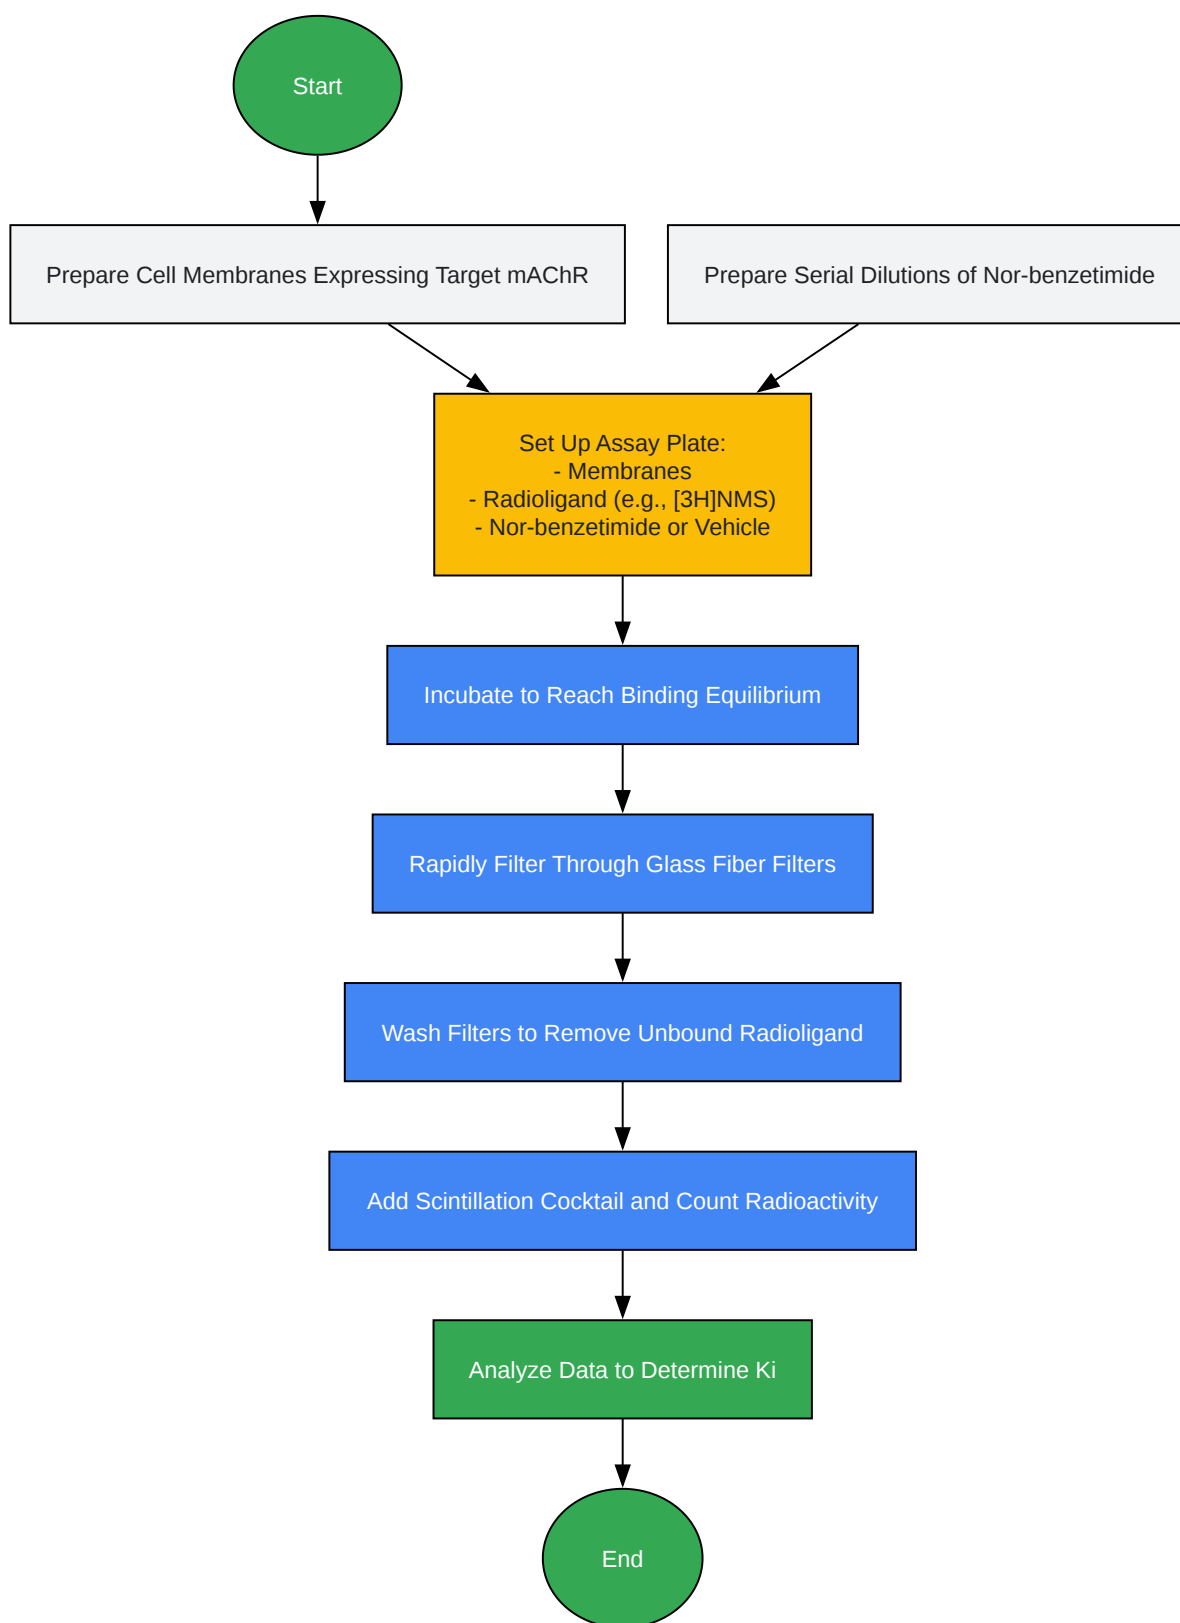 Start
Prepare Cell Membranes Expressing Target mAChR
Prepare Serial Dilutions of Nor-benzetimide
Set Up Assay Plate:
- Membranes
- Radioligand (e.g., [3H]NMS)
- Nor-benzetimide or Vehicle
Incubate to Reach Binding Equilibrium
Rapidly Filter Through Glass Fiber Filters
Wash Filters to Remove Unbound Radioligand
Add Scintillation Cocktail and Count Radioactivity
Analyze Data to Determine Ki
End